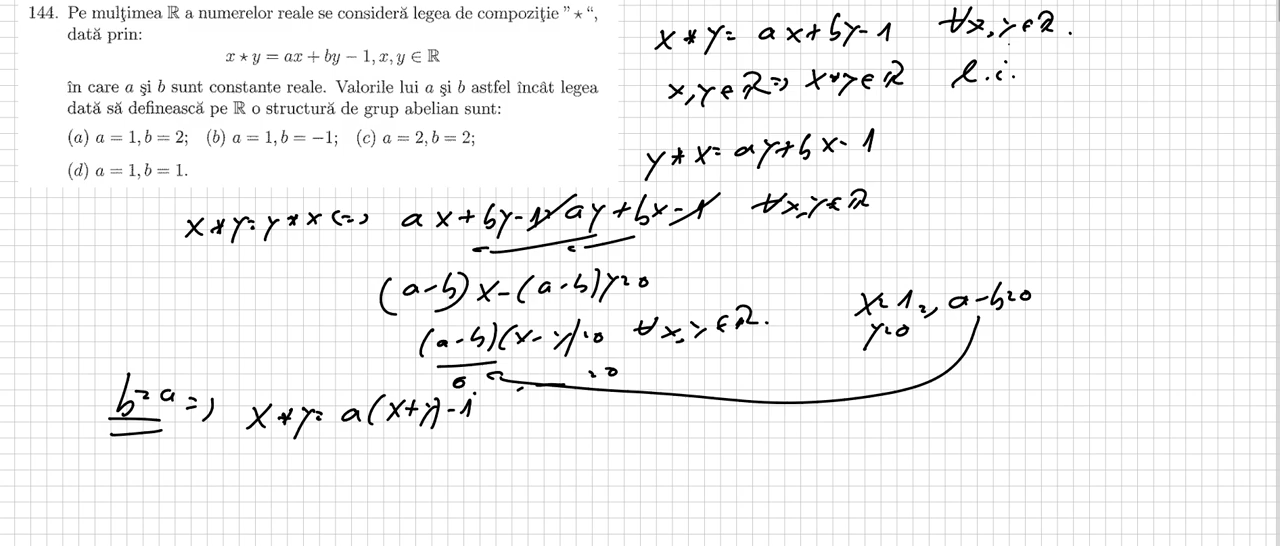 144. Pe mulţimea ℝ a numerelor reale se consideră legea de compoziţie ” ⋆ “,
dată prin:
x ⋆ y = ax + by − 1, x, y ∈ ℝ
în care a şi b sunt constante reale. Valorile lui a şi b astfel încât legea
dată să definească pe ℝ o structură de grup abelian sunt:
(a) a = 1, b = 2; (b) a = 1, b = −1; (c) a = 2, b = 2;
(d) a = 1, b = 1.
x * y = ax + by - 1 ∀x, y ∈ ℝ.
x, y ∈ ℝ => x * y ∈ ℝ l.i.
y * x = ay + bx - 1
x * y = y * x <=> ax + by - 1 = ay + bx - 1 ∀x, y ∈ ℝ
(a-b)x - (a-b)y = 0
(a-b)(x-y) = 0 ∀x, y ∈ ℝ.
x = 1 => a-b = 0
y = 0
0
= 0
b = a => x * y = a(x+y) - 1